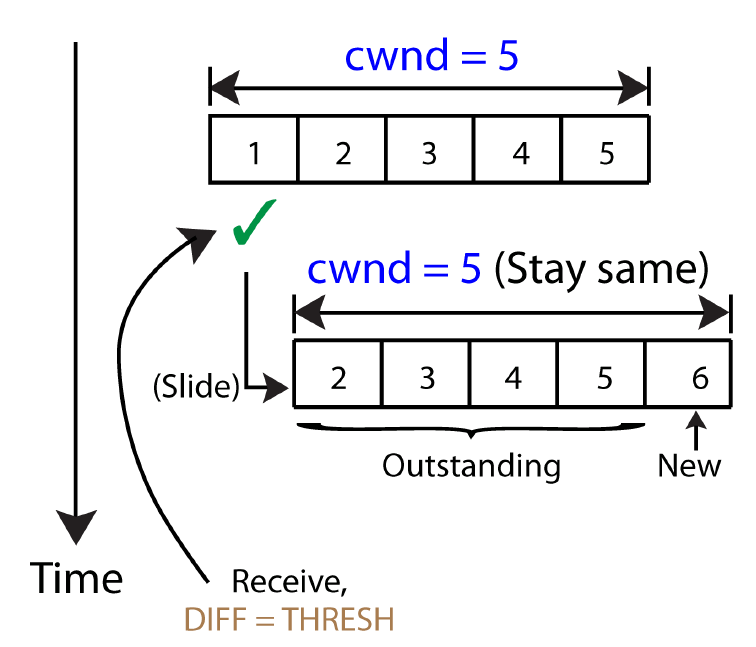 cwnd = 5
1 2 3 4 5
cwnd = 5 (Stay same)
(Slide) 2 3 4 5 6
Outstanding New
Time
Receive,
DIFF = THRESH